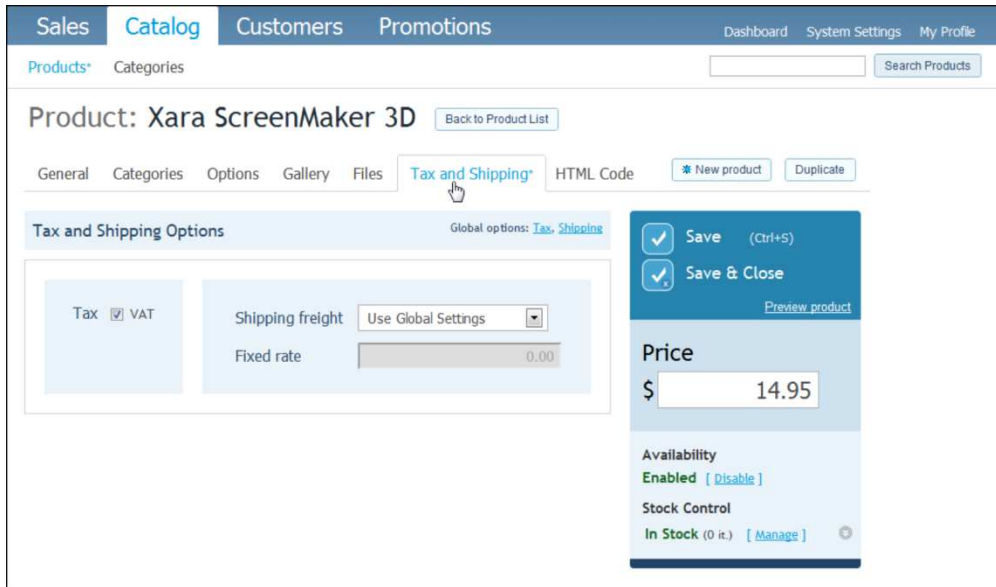 Sales Catalog Customers Promotions Dashboard System Settings My Profile
Products* Categories Search Products
Product: Xara ScreenMaker 3D Back to Product List
General Categories Options Gallery Files Tax and Shipping* HTML Code New product Duplicate
Tax and Shipping Options Global options: Tax, Shipping
Tax VAT
Shipping freight Use Global Settings
Fixed rate 0.00
Save (Ctrl+S)
Save & Close
Preview product
Price
$ 14.95
Availability
Enabled [ Disable ]
Stock Control
In Stock (0 it.) [ Manage ]